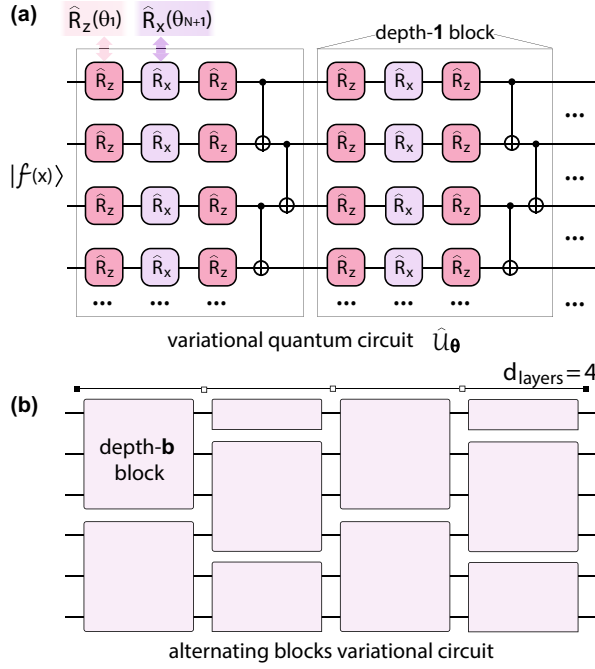 (a)
R̂z(θ1) R̂x(θN+1)
depth-1 block
R̂z R̂x R̂z R̂z R̂x R̂z
R̂z R̂x R̂z R̂z R̂x R̂z
...
|f(x)⟩
...
R̂z R̂x R̂z R̂z R̂x R̂z
R̂z R̂x R̂z R̂z R̂x R̂z
...
... ... ... ... ...
variational quantum circuit Ûθ
dlayers=4
(b)
depth-b
block
alternating blocks variational circuit